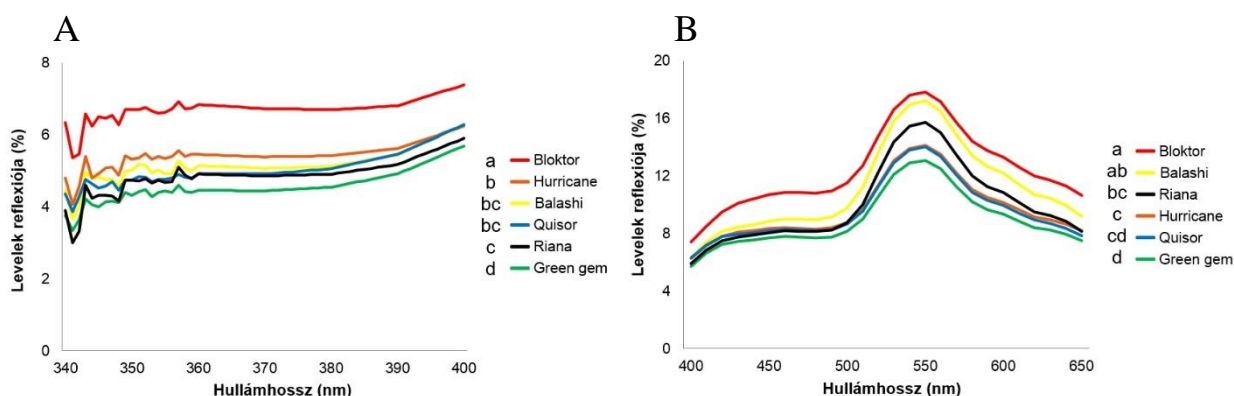 A
Levelek reflexiója (%)
8
6
4
2
0
340 350 360 370 380 390 400
Hullámhossz (nm)
a Bloktor
b Hurricane
bc Balashi
bc Quisor
c Riana
d Green gem
B
Levelek reflexiója (%)
20
16
12
8
4
0
400 450 500 550 600 650
Hullámhossz (nm)
a Bloktor
ab Balashi
bc Riana
c Hurricane
cd Quisor
d Green gem